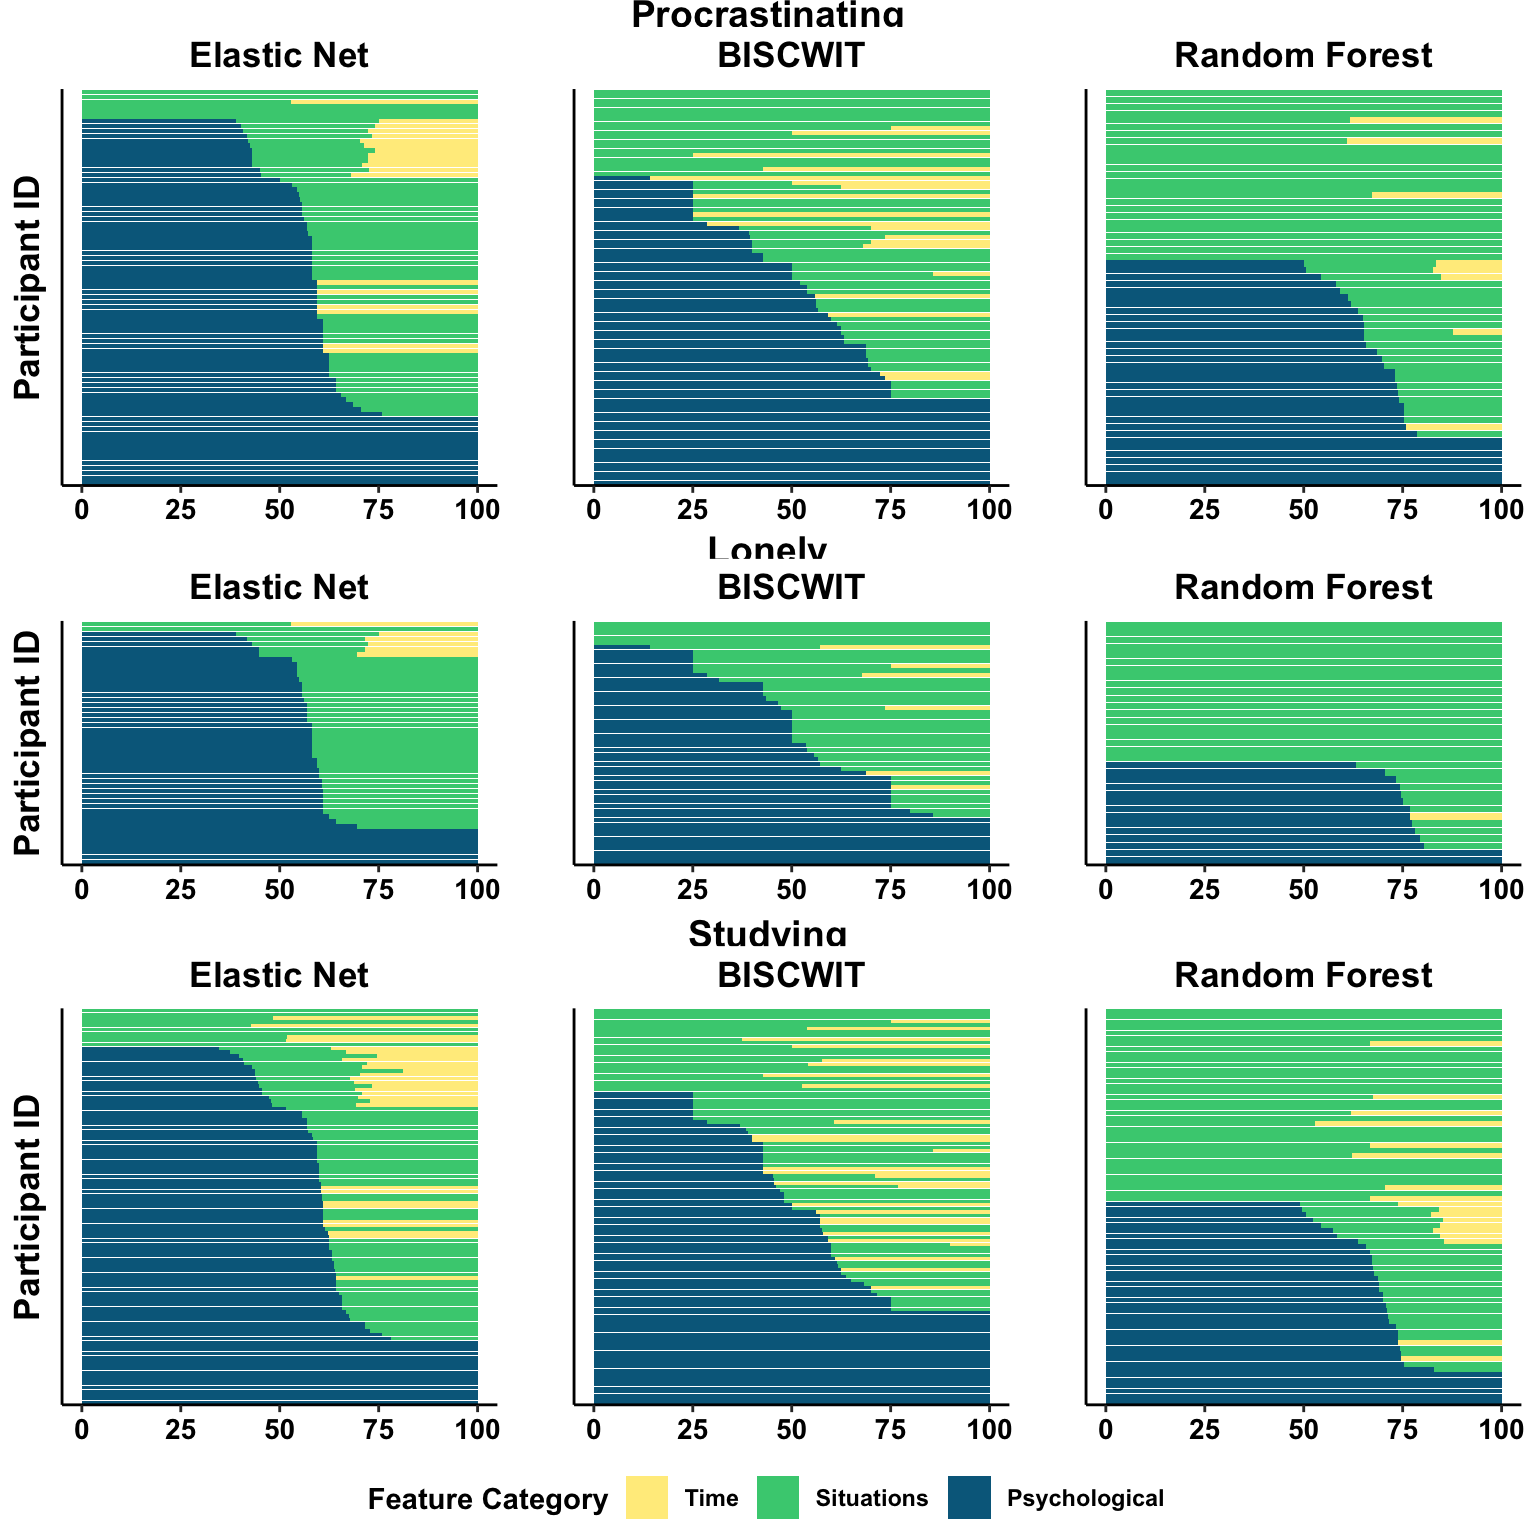 Procrastinating
Elastic Net BISCWIT Random Forest
Participant ID
0 25 50 75 100 0 25 50 75 100 0 25 50 75 100
Lonely
Elastic Net BISCWIT Random Forest
Participant ID
0 25 50 75 100 0 25 50 75 100 0 25 50 75 100
Studying
Elastic Net BISCWIT Random Forest
Participant ID
0 25 50 75 100 0 25 50 75 100 0 25 50 75 100
Feature Category Time Situations Psychological